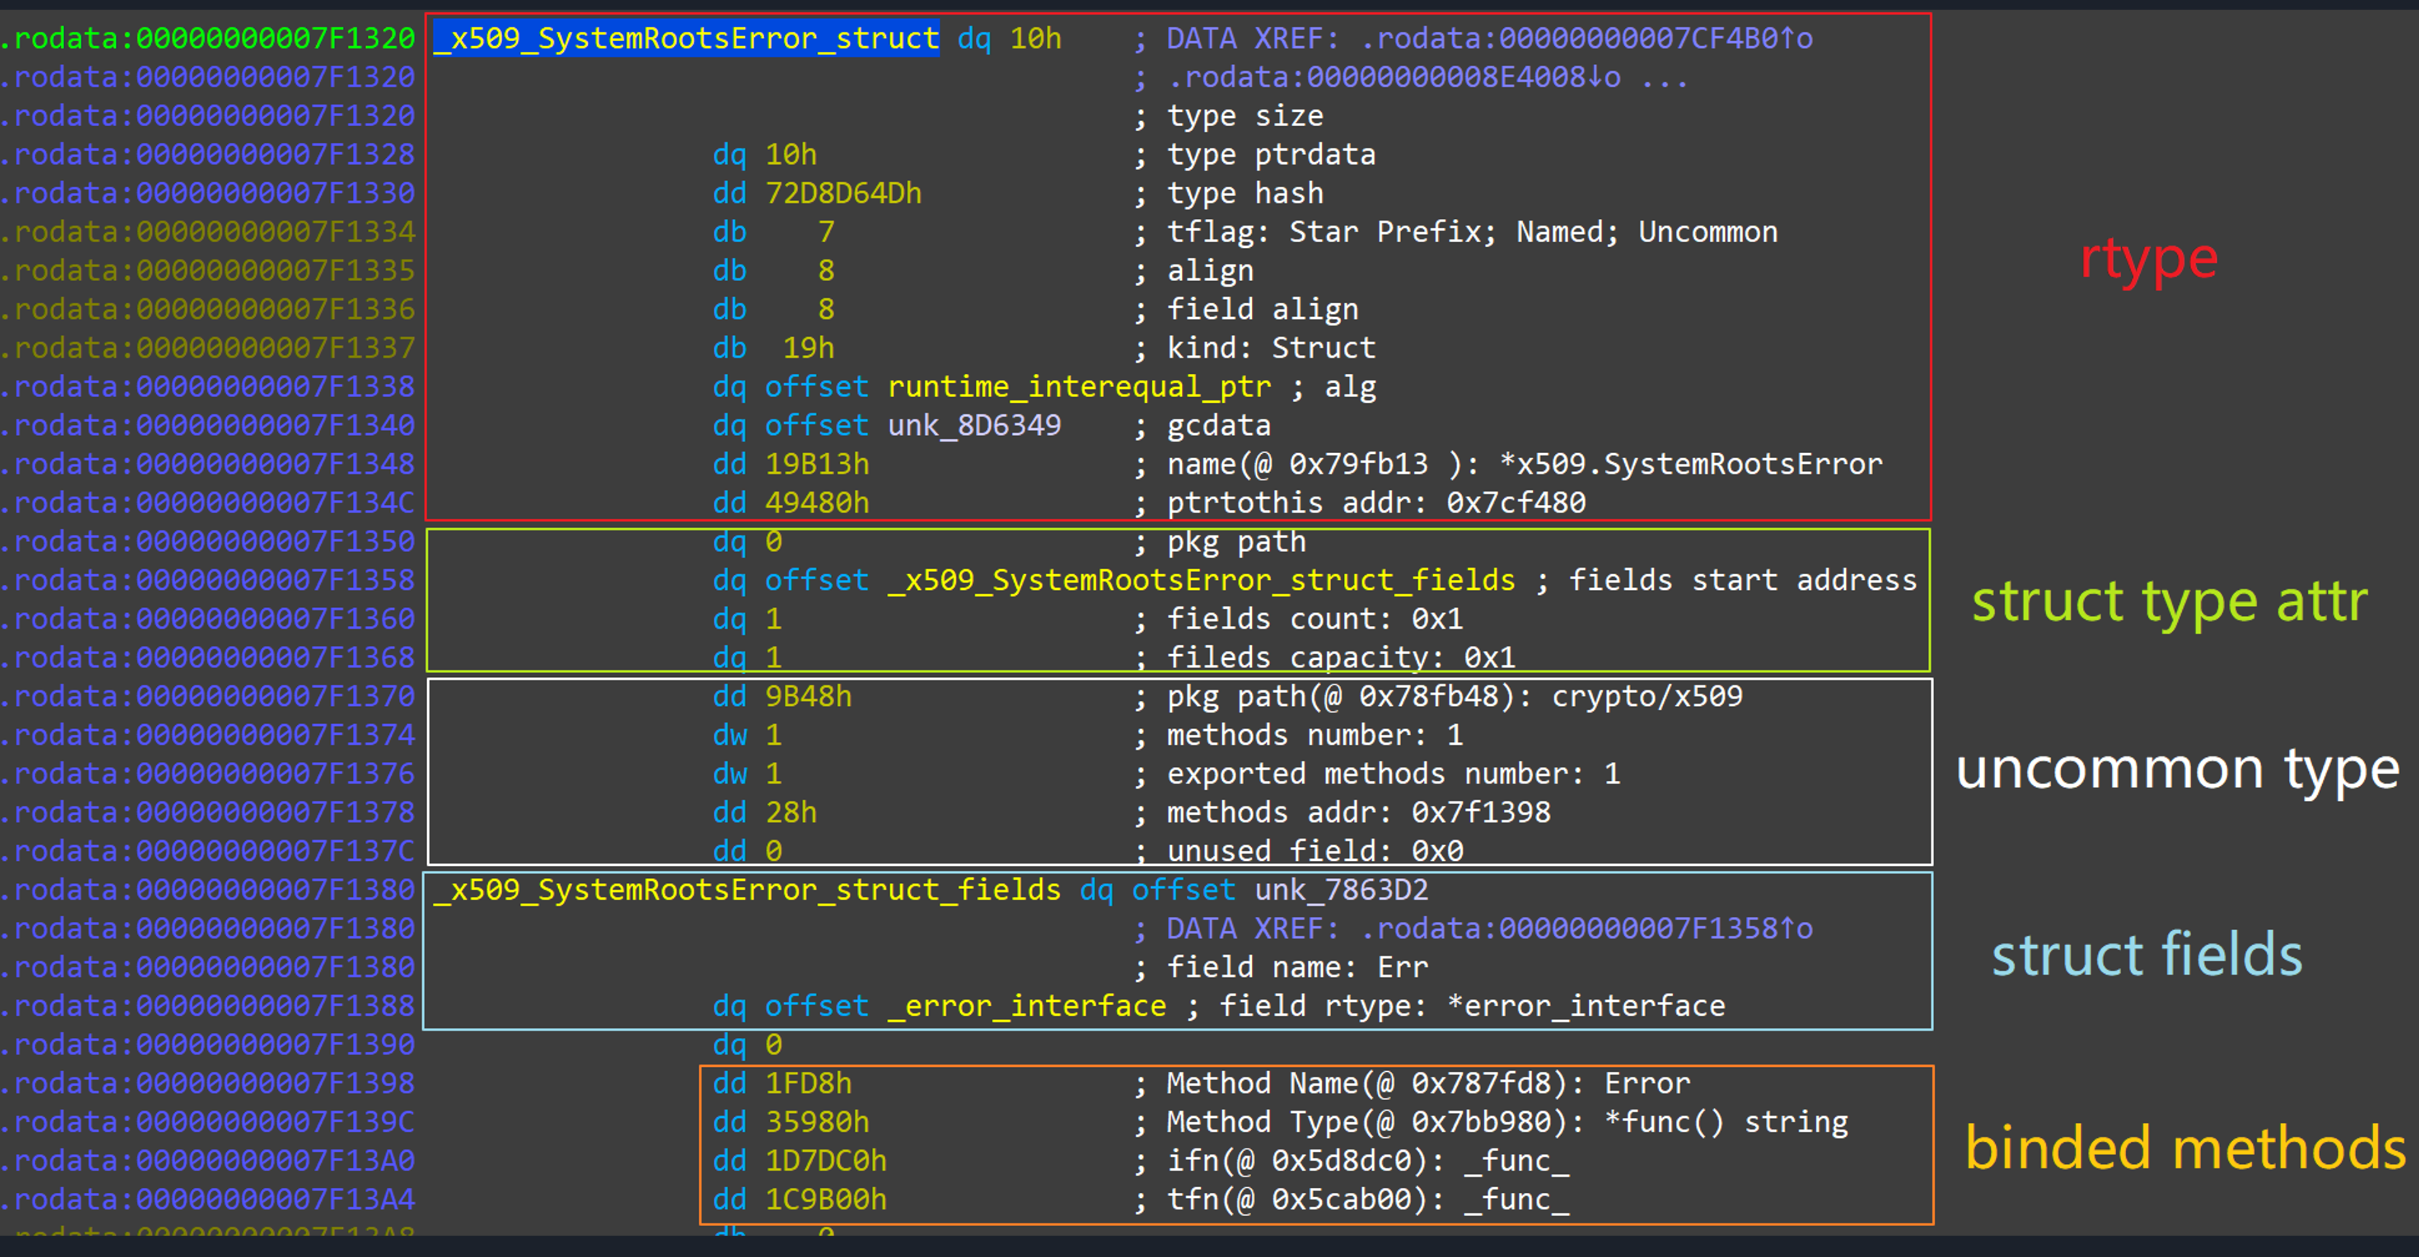 .rodata:00000000007F1320 _x509_SystemRootsError_struct dq 10h ; DATA XREF: .rodata:00000000007CF4B0↑o
.rodata:00000000007F1320 ; .rodata:00000000008E4008↓o ...
.rodata:00000000007F1320 ; type size
.rodata:00000000007F1328 dq 10h ; type ptrdata
.rodata:00000000007F1330 dd 72D8D64Dh ; type hash
.rodata:00000000007F1334 db 7 ; tflag: Star Prefix; Named; Uncommon
.rodata:00000000007F1335 db 8 ; align
.rodata:00000000007F1336 db 8 ; field align
.rodata:00000000007F1337 db 19h ; kind: Struct
.rodata:00000000007F1338 dq offset runtime_interequal_ptr ; alg
.rodata:00000000007F1340 dq offset unk_8D6349 ; gcdata
.rodata:00000000007F1348 dd 19B13h ; name(@ 0x79fb13 ): *x509.SystemRootsError
.rodata:00000000007F134C dd 49480h ; ptrtothis addr: 0x7cf480
rtype
.rodata:00000000007F1350 dq 0 ; pkg path
.rodata:00000000007F1358 dq offset _x509_SystemRootsError_struct_fields ; fields start address
.rodata:00000000007F1360 dq 1 ; fields count: 0x1
.rodata:00000000007F1368 dq 1 ; fileds capacity: 0x1
struct type attr
.rodata:00000000007F1370 dd 9B48h ; pkg path(@ 0x78fb48): crypto/x509
.rodata:00000000007F1374 dw 1 ; methods number: 1
.rodata:00000000007F1376 dw 1 ; exported methods number: 1
.rodata:00000000007F1378 dd 28h ; methods addr: 0x7f1398
.rodata:00000000007F137C dd 0 ; unused field: 0x0
uncommon type
.rodata:00000000007F1380 _x509_SystemRootsError_struct_fields dq offset unk_7863D2
.rodata:00000000007F1380 ; DATA XREF: .rodata:00000000007F1358↑o
.rodata:00000000007F1380 ; field name: Err
.rodata:00000000007F1388 dq offset _error_interface ; field rtype: *error_interface
struct fields
.rodata:00000000007F1390 dq 0
.rodata:00000000007F1398 dd 1FD8h ; Method Name(@ 0x787fd8): Error
.rodata:00000000007F139C dd 35980h ; Method Type(@ 0x7bb980): *func() string
.rodata:00000000007F13A0 dd 1D7DC0h ; ifn(@ 0x5d8dc0): _func_
.rodata:00000000007F13A4 dd 1C9B00h ; tfn(@ 0x5cab00): _func_
binded methods
.rodata:00000000007F13A8 db 0